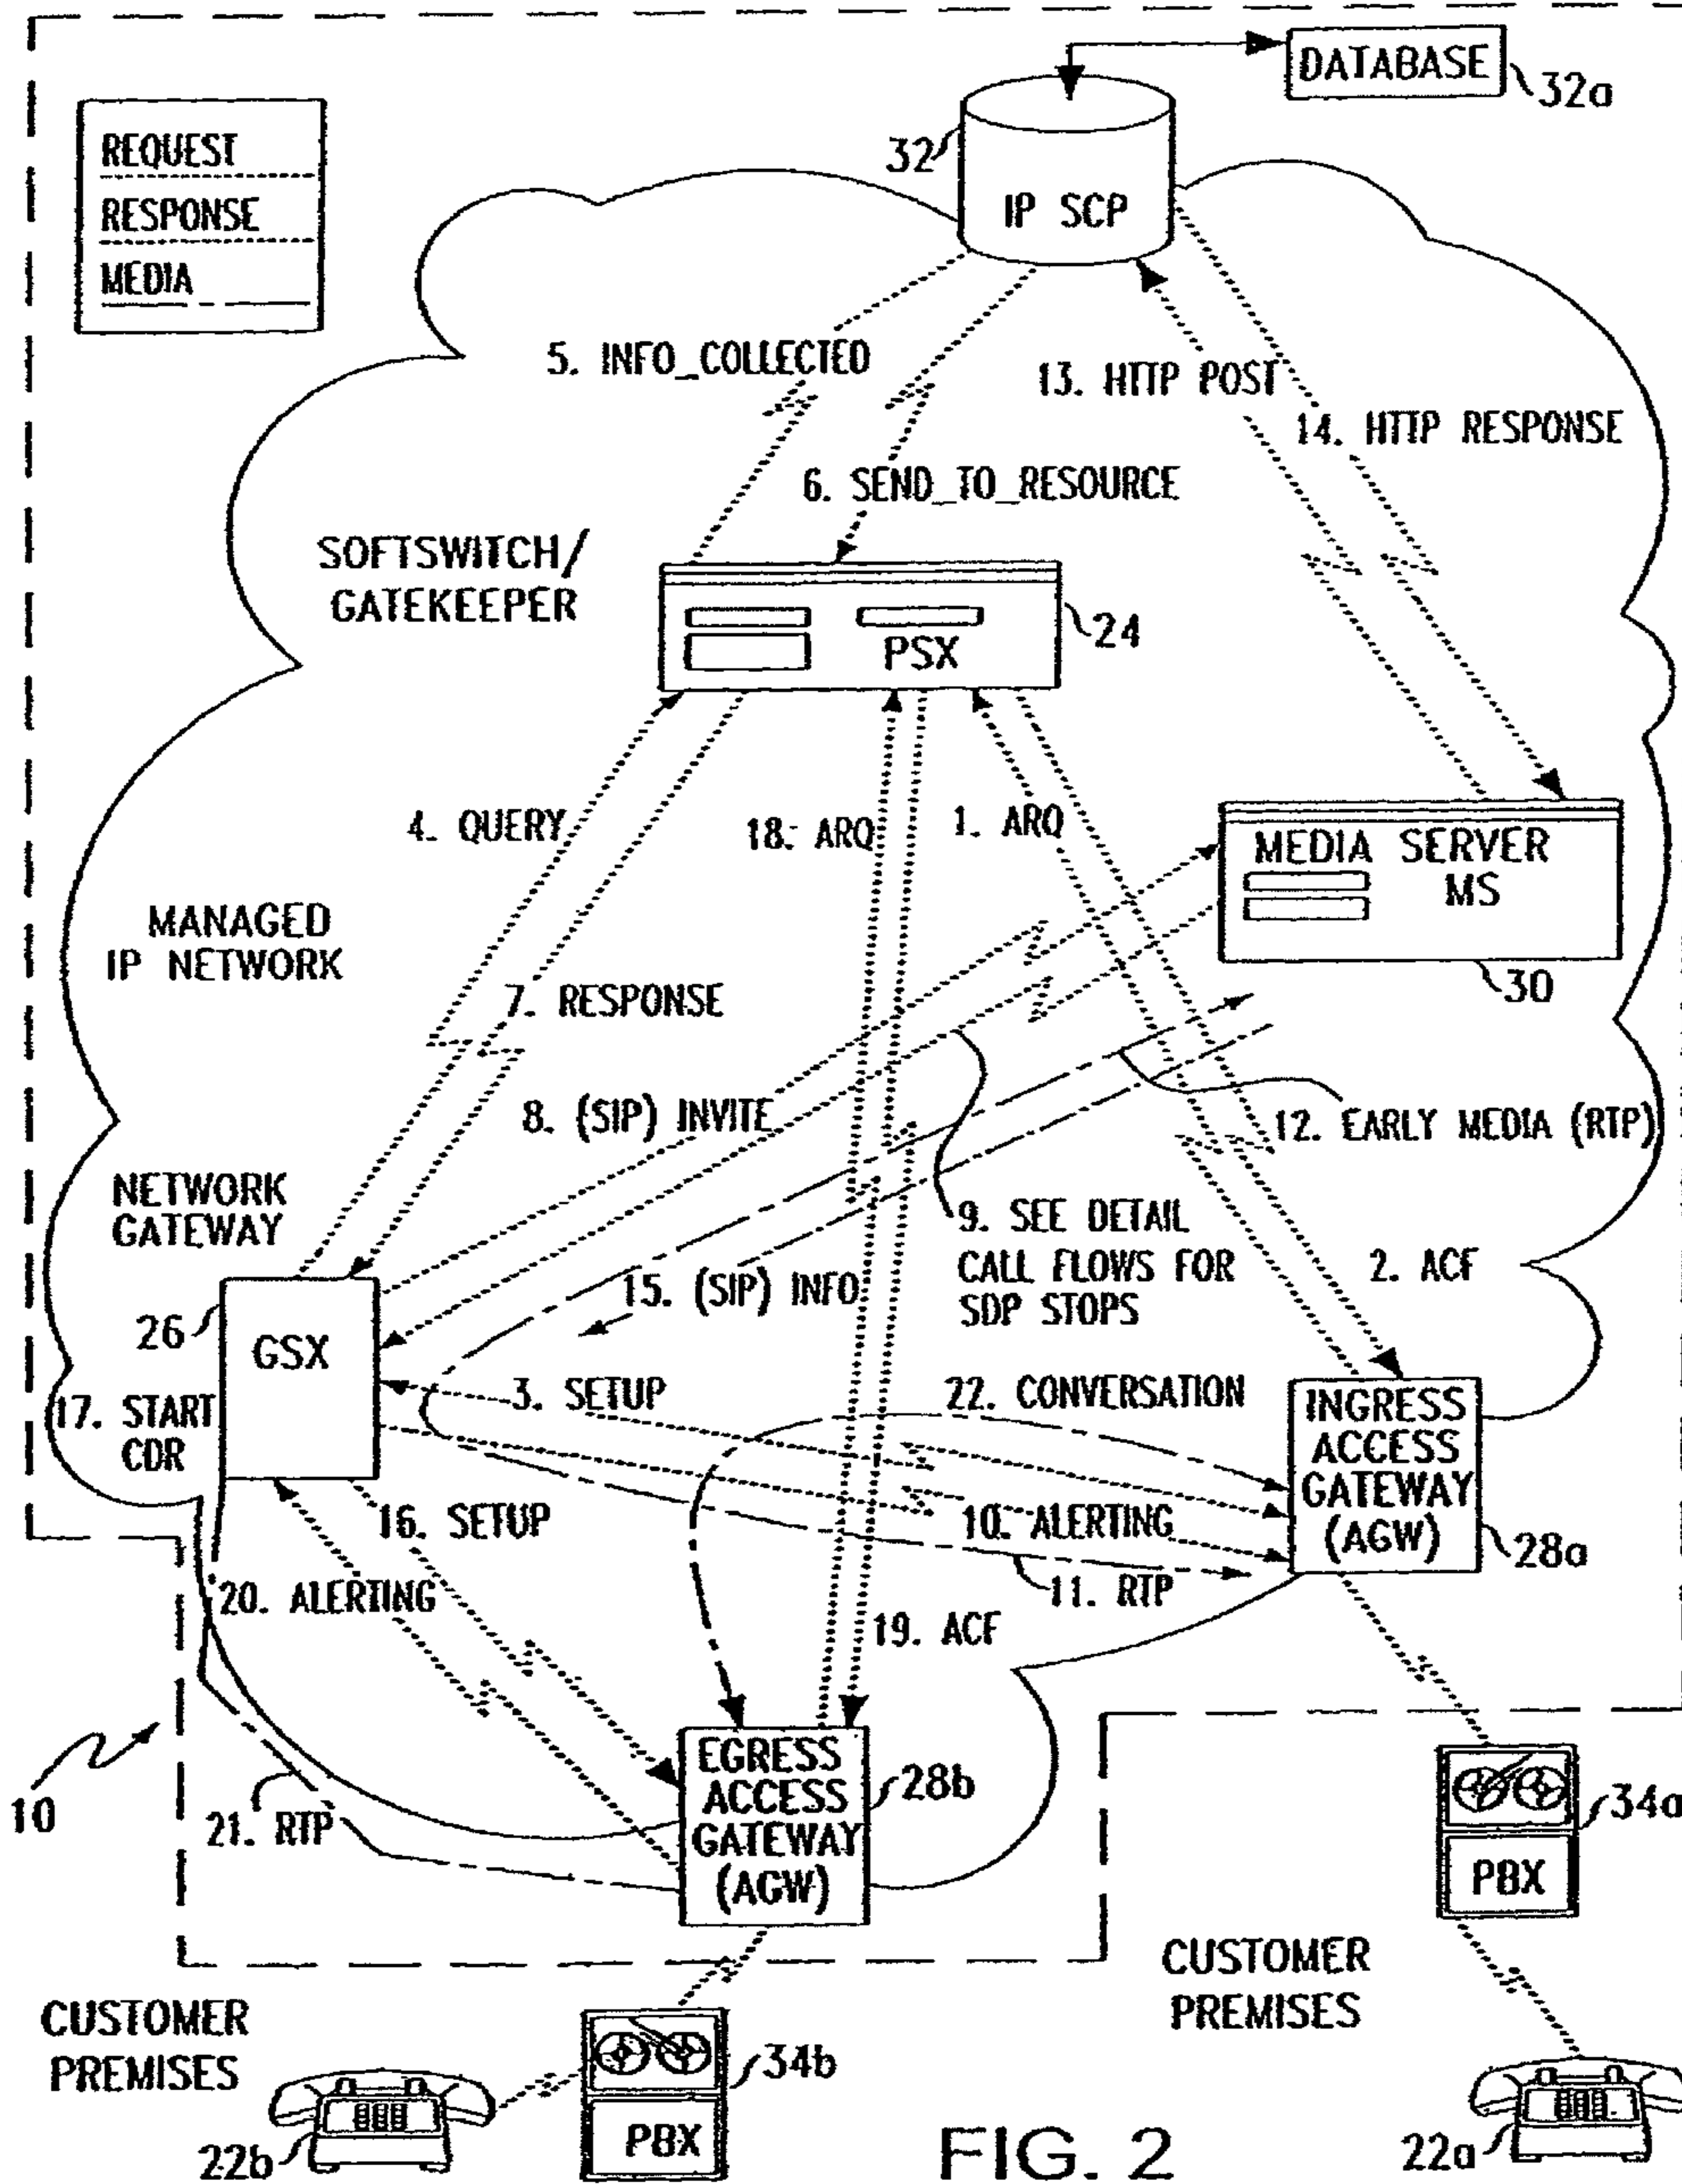 DATABASE
32a
REQUEST
RESPONSE
MEDIA
32
IP SCP
5. INFO_COLLECTED
13. HTTP POST
14. HTTP RESPONSE
6. SEND_TO_RESOURCE
SOFTSWITCH/
GATEKEEPER
PSX
24
4. QUERY
18. ARQ
1. ARQ
MEDIA SERVER
MS
30
MANAGED
IP NETWORK
7. RESPONSE
8. (SIP) INVITE
12. EARLY MEDIA (RTP)
NETWORK
GATEWAY
9. SEE DETAIL
CALL FLOWS FOR
SDP STOPS
2. ACF
15. (SIP) INFO
26
GSX
3. SETUP
22. CONVERSATION
INGRESS
ACCESS
GATEWAY
(AGW)
28a
17. START
CDR
16. SETUP
10. ALERTING
11. RTP
20. ALERTING
19. ACF
10
21. RTP
EGRESS
ACCESS
GATEWAY
(AGW)
28b
34a
PBX
CUSTOMER
PREMISES
CUSTOMER
PREMISES
34b
PBX
22b
22a
FIG. 2